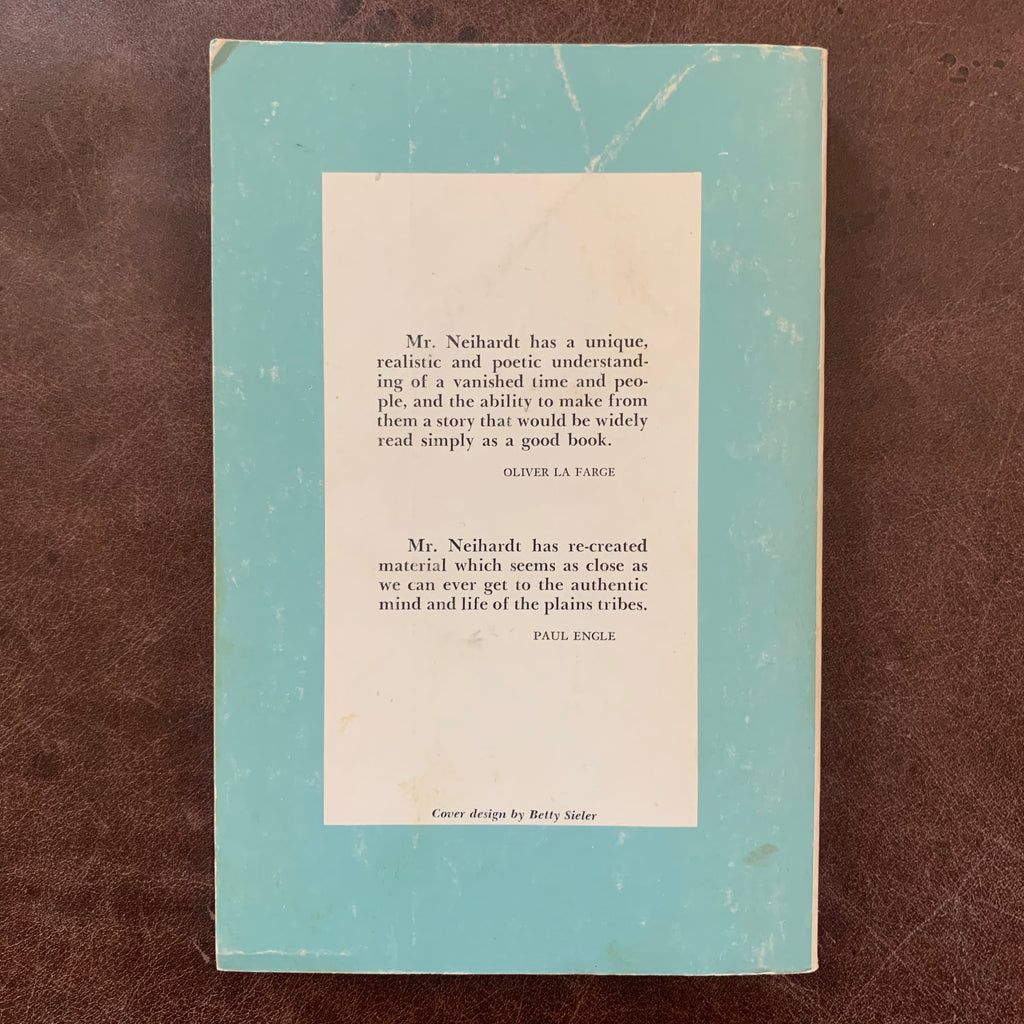 Mr. Neihardt has a unique,
realistic and poetic understand-
ing of a vanished time and peo-
ple, and the ability to make from
them a story that would be widely
read simply as a good book.
OLIVER LA FARGE
Mr. Neihardt has re-created
material which seems as close as
we can ever get to the authentic
mind and life of the plains tribes.
PAUL ENGLE
Cover design by Betty Sieler